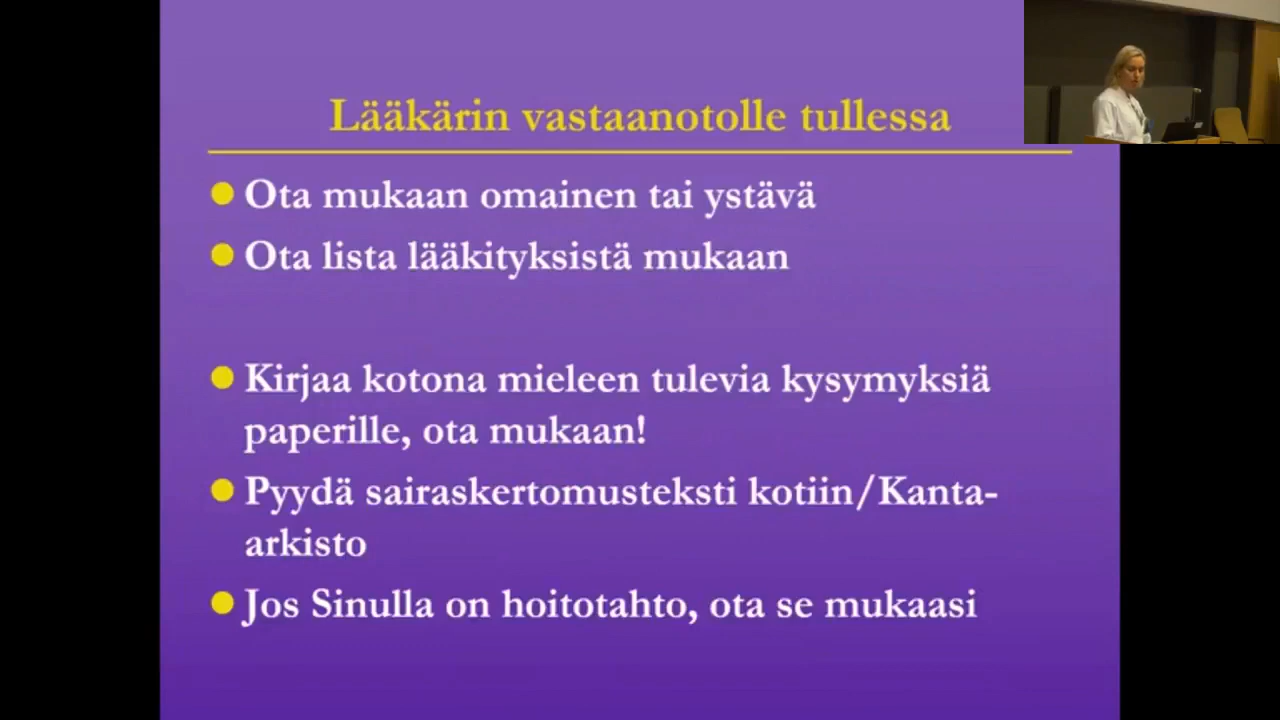 Lääkärin vastaanotolle tullessa
Ota mukaan omainen tai ystävä
Ota lista lääkityksistä mukaan
Kirjaa kotona mieleen tulevia kysymyksiä
paperille, ota mukaan!
Pyydä sairaskertomusteksti kotiin/Kanta-
arkisto
Jos Sinulla on hoitotahto, ota se mukaasi